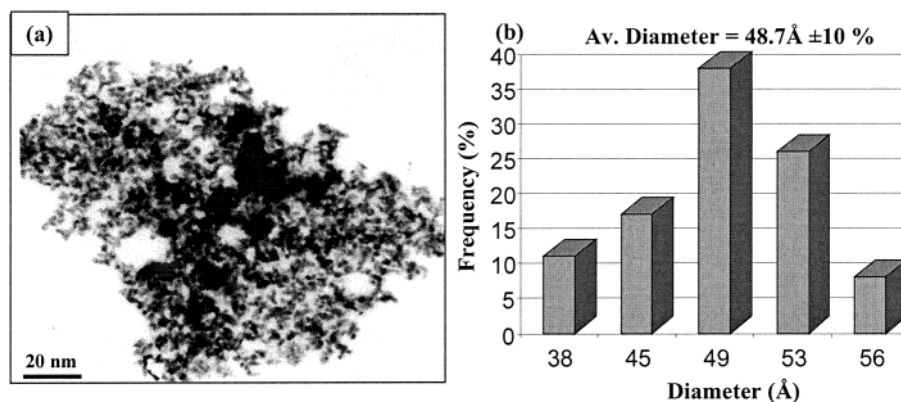 (a)
20 nm
(b)
Av. Diameter = 48.7Å ±10 %
Frequency (%)
40
35
30
25
20
15
10
5
0
38 45 49 53 56
Diameter (Å)